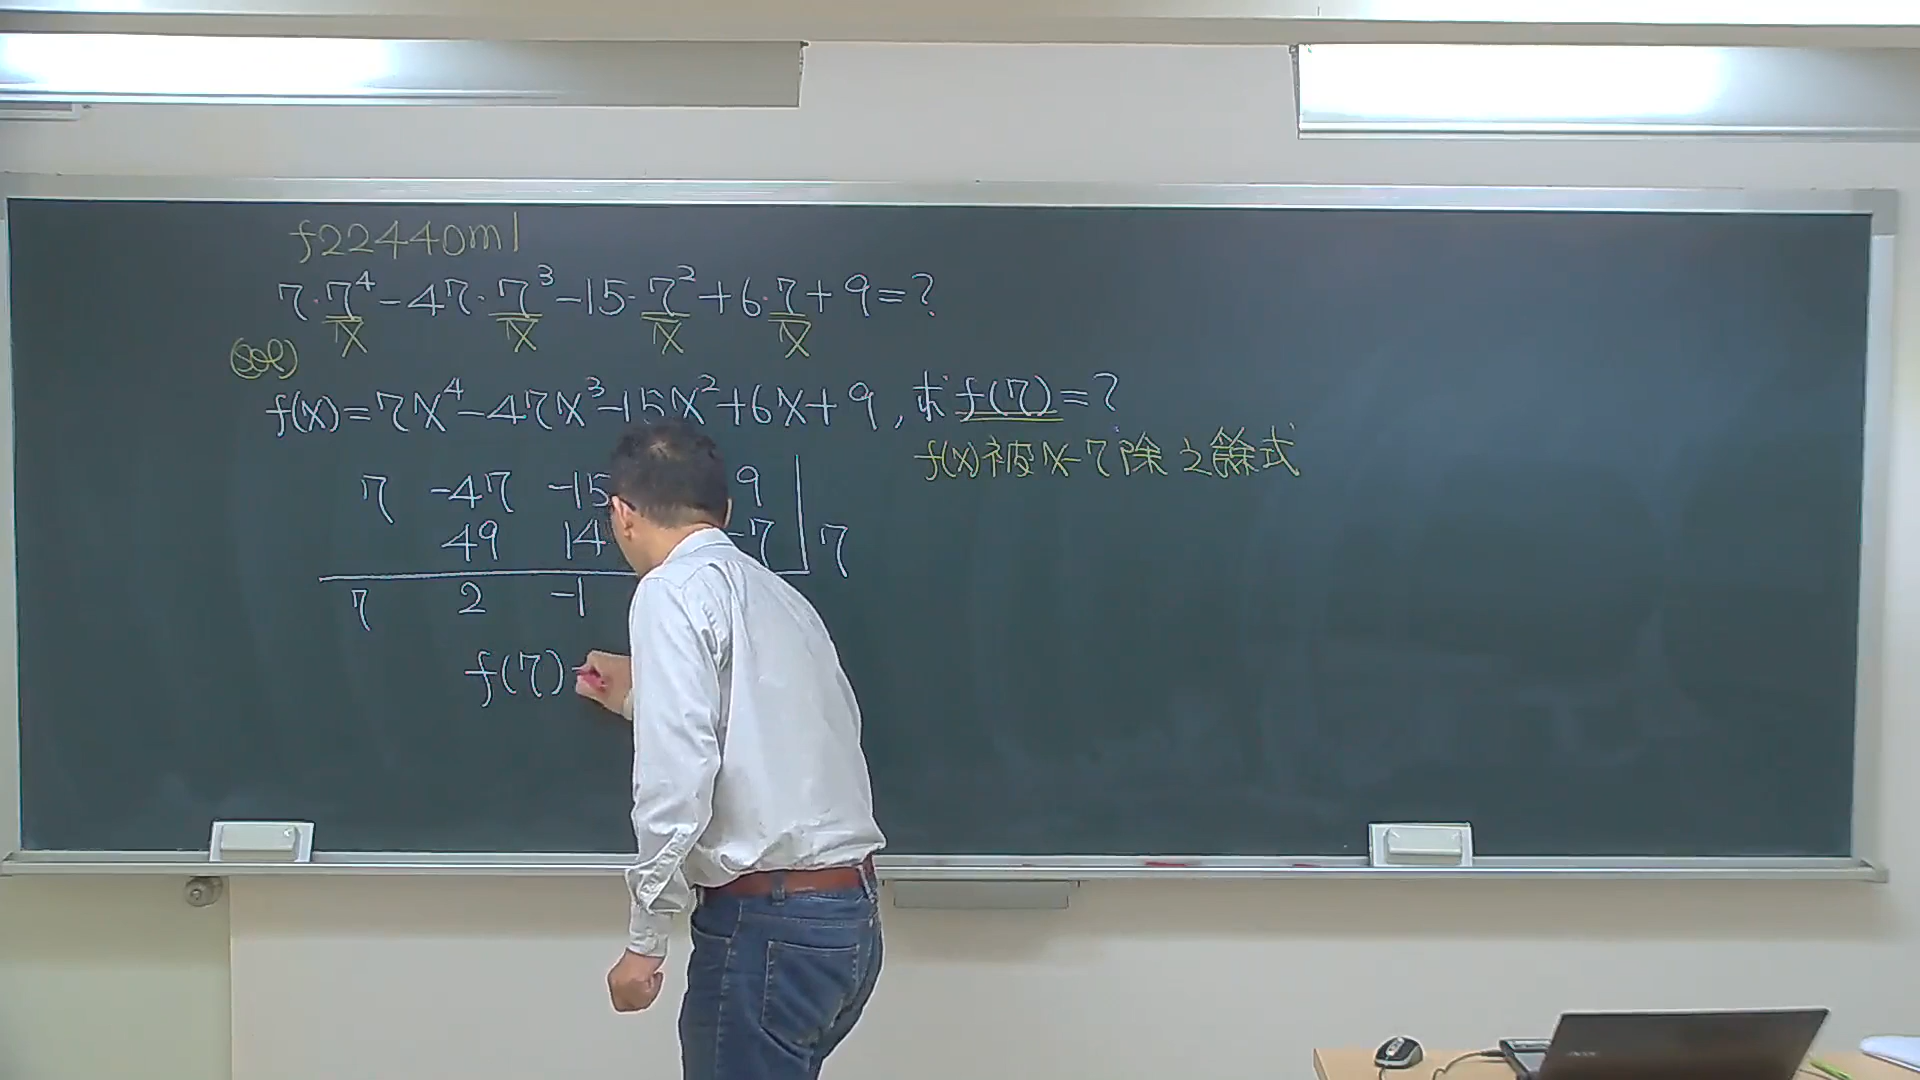 f22440m1
7·7⁴-47·7³-15·7²+6·7+9=?
x x x x
(sol)
f(x)=7x⁴-47x³-15x²+6x+9,求f(7)=?
f(x)被x-7除之餘式
7 -47 -15 9
49 14 -7 7
7 2 -1
f(7)